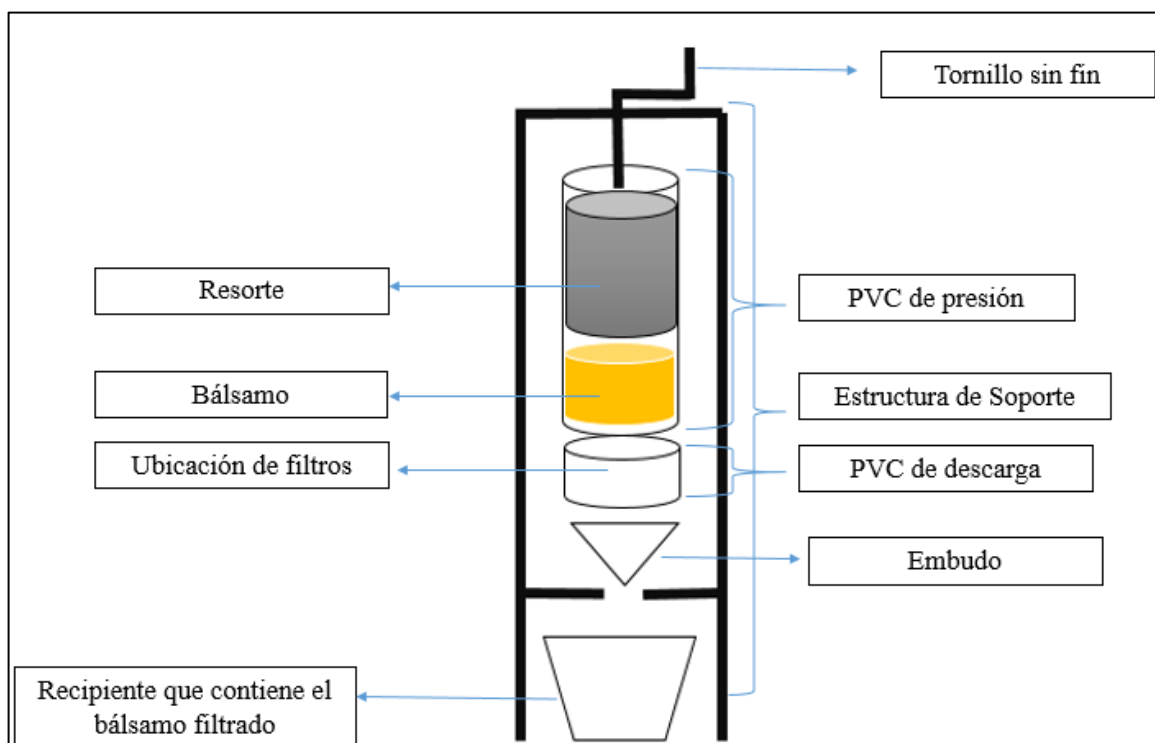 Tornillo sin fin
Resorte
PVC de presión
Bálsamo
Estructura de Soporte
Ubicación de filtros
PVC de descarga
Embudo
Recipiente que contiene el
bálsamo filtrado